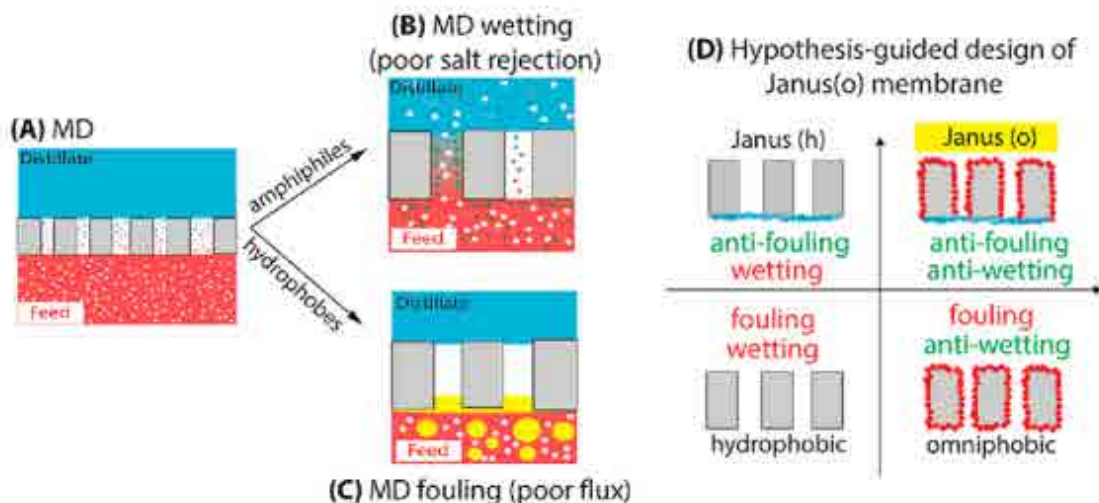 (A) MD
Distillate
Feed
amphiphiles
hydrophobes
(B) MD wetting
(poor salt rejection)
Distillate
Feed
Distillate
Feed
(C) MD fouling (poor flux)
(D) Hypothesis-guided design of
Janus(o) membrane
Janus (h)
anti-fouling
wetting
Janus (o)
anti-fouling
anti-wetting
fouling
wetting
hydrophobic
fouling
anti-wetting
omniphobic